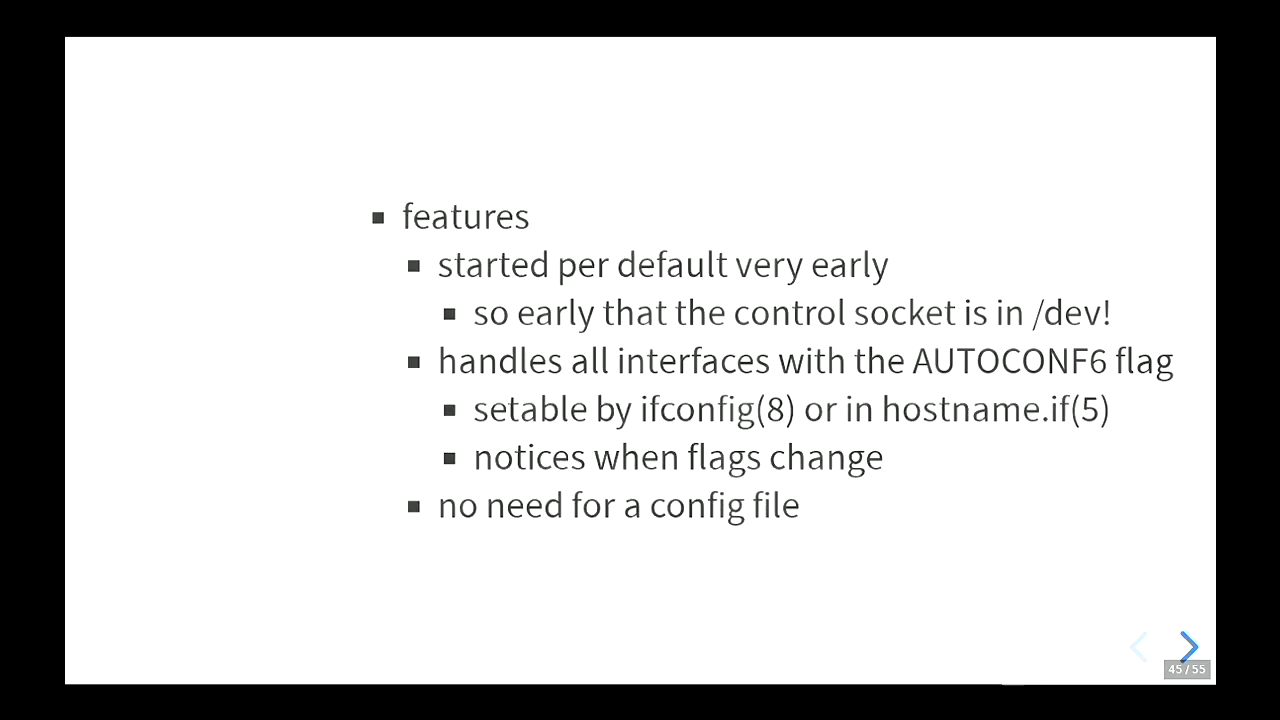 features
started per default very early
so early that the control socket is in /dev!
handles all interfaces with the AUTOCONF6 flag
setable by ifconfig(8) or in hostname.if(5)
notices when flags change
no need for a config file
45 / 55